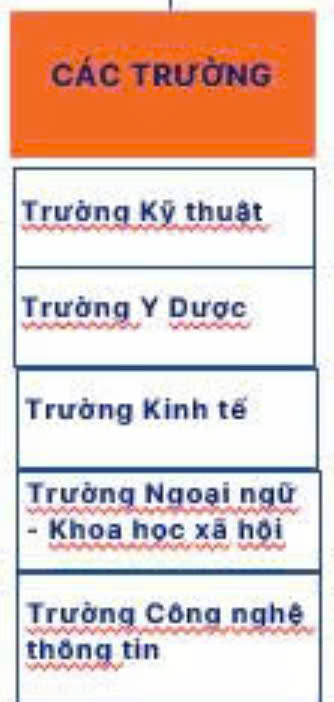 CÁC TRƯỜNG
Trường Kỹ thuật
Trường Y Dược
Trường Kinh tế
Trường Ngoại ngữ
- Khoa học xã hội
Trường Công nghệ
thông tin